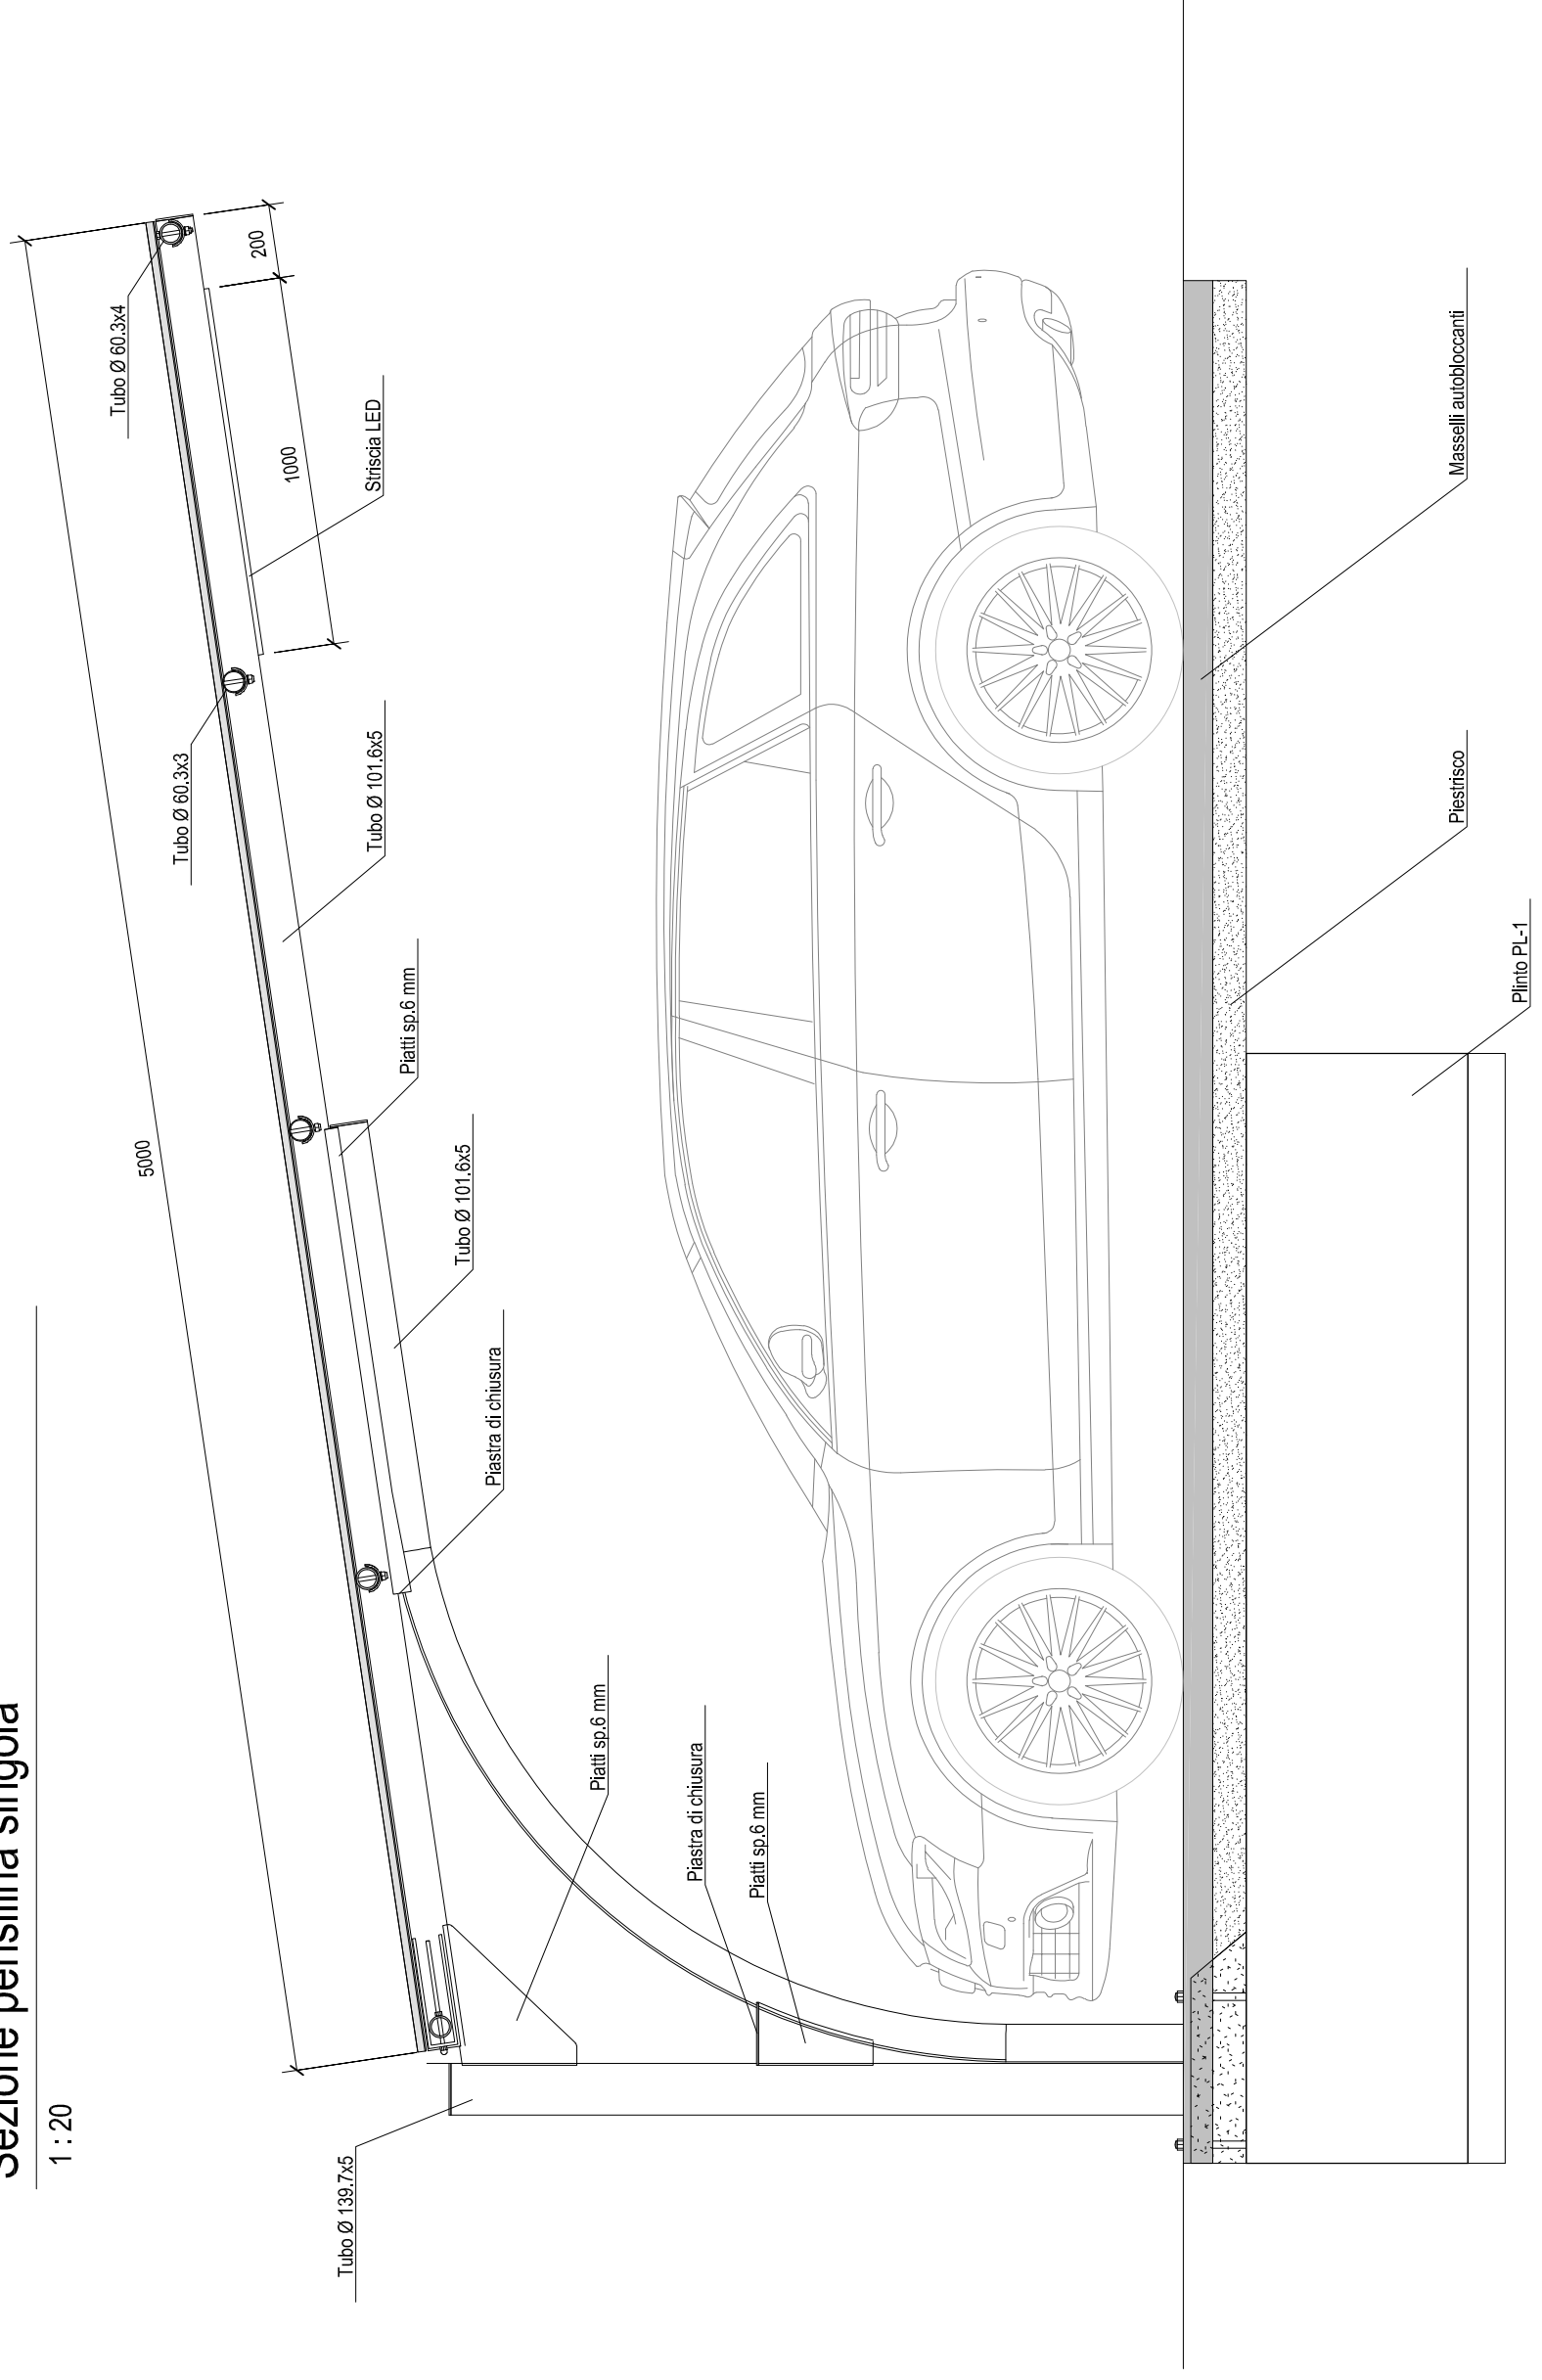 Sezione pensilina singola
1 : 20
5000
200
1000
Tubo Ø 60.3x4
Striscia LED
Tubo Ø 60.3x3
Tubo Ø 101.6x5
Piatti sp.6 mm
Tubo Ø 101.6x5
Piastra di chiusura
Piatti sp.6 mm
Piastra di chiusura
Piatti sp.6 mm
Tubo Ø 139.7x5
Masselli autobloccanti
Piestrisco
Plinto PL-1